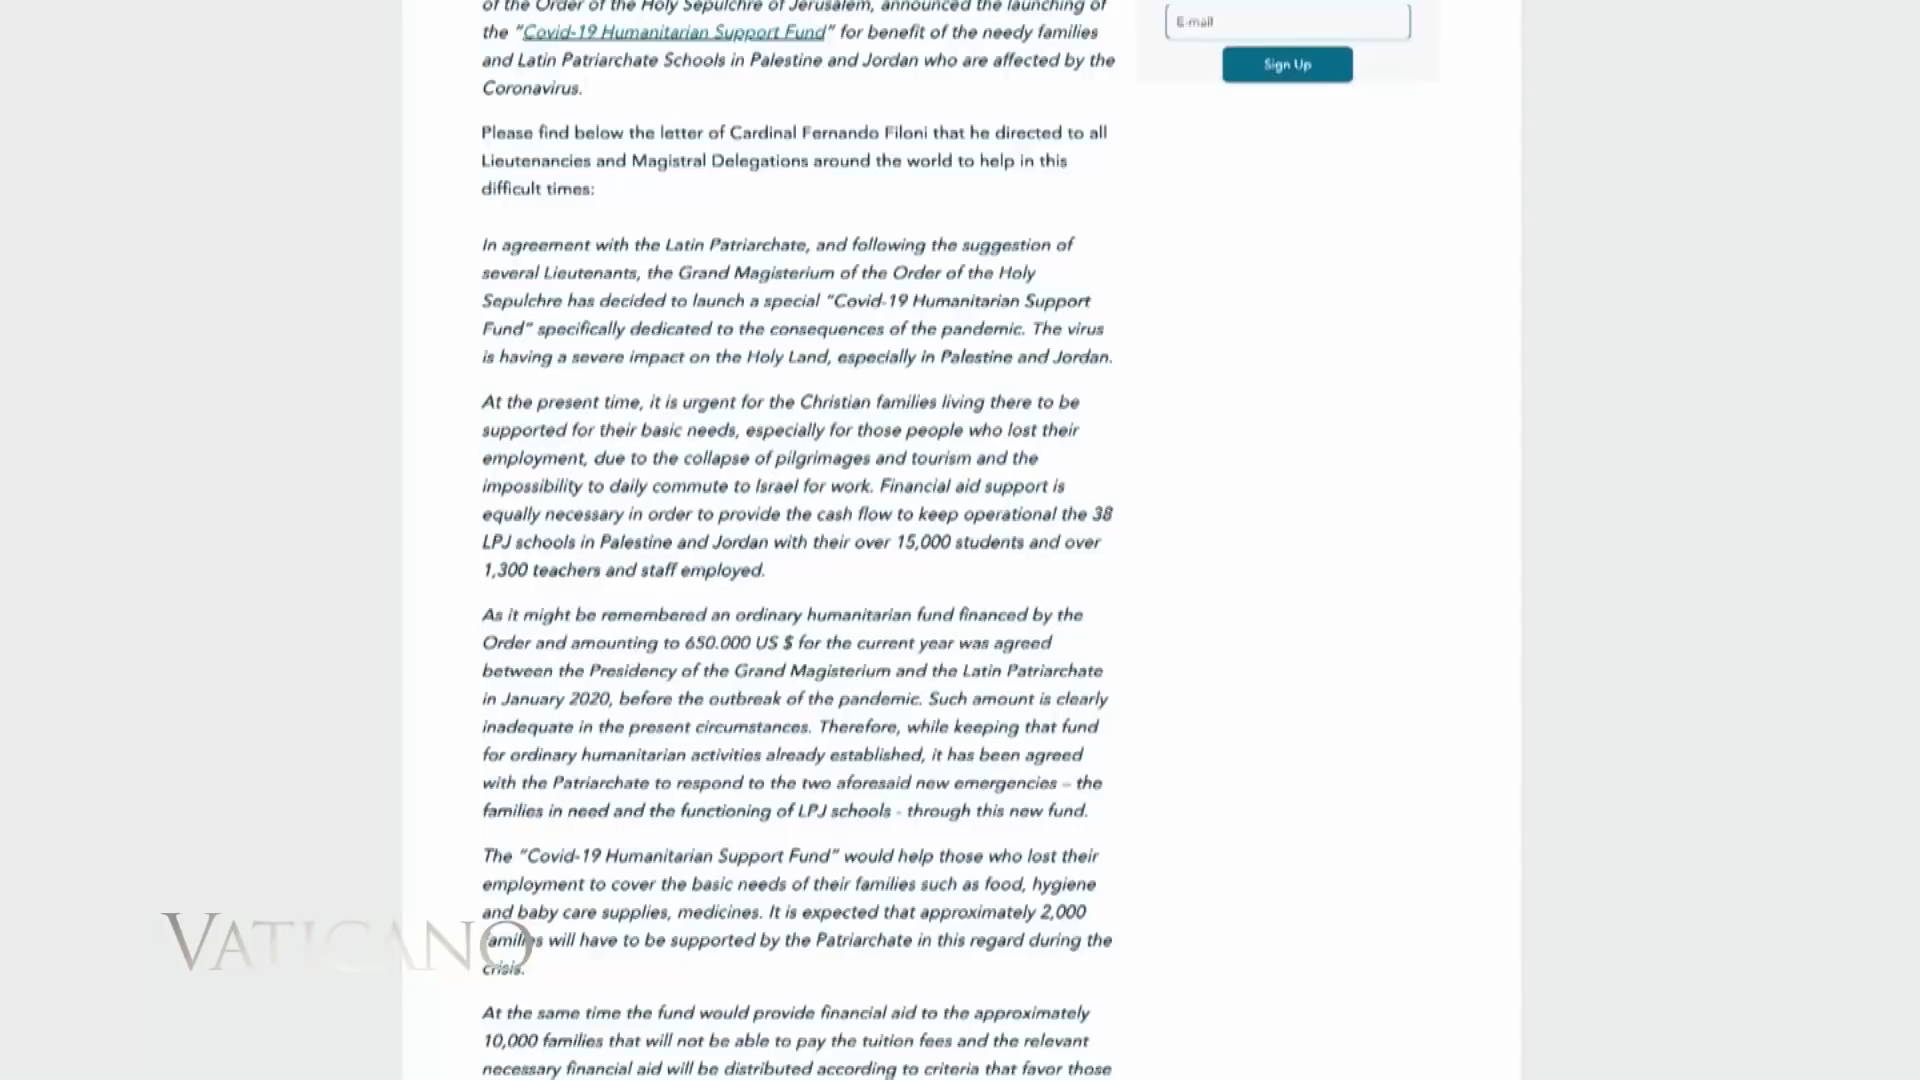 of the Order of the Holy Sepulchre of Jerusalem, announced the launching of
the "Covid-19 Humanitarian Support Fund" for benefit of the needy families
and Latin Patriarchate Schools in Palestine and Jordan who are affected by the
Coronavirus.
E-mail
Sign Up
Please find below the letter of Cardinal Fernando Filoni that he directed to all
Lieutenancies and Magistral Delegations around the world to help in this
difficult times:
In agreement with the Latin Patriarchate, and following the suggestion of
several Lieutenants, the Grand Magisterium of the Order of the Holy
Sepulchre has decided to launch a special "Covid-19 Humanitarian Support
Fund" specifically dedicated to the consequences of the pandemic. The virus
is having a severe impact on the Holy Land, especially in Palestine and Jordan.
At the present time, it is urgent for the Christian families living there to be
supported for their basic needs, especially for those people who lost their
employment, due to the collapse of pilgrimages and tourism and the
impossibility to daily commute to Israel for work. Financial aid support is
equally necessary in order to provide the cash flow to keep operational the 38
LPJ schools in Palestine and Jordan with their over 15,000 students and over
1,300 teachers and staff employed.
As it might be remembered an ordinary humanitarian fund financed by the
Order and amounting to 650.000 US $ for the current year was agreed
between the Presidency of the Grand Magisterium and the Latin Patriarchate
in January 2020, before the outbreak of the pandemic. Such amount is clearly
inadequate in the present circumstances. Therefore, while keeping that fund
for ordinary humanitarian activities already established, it has been agreed
with the Patriarchate to respond to the two aforesaid new emergencies – the
families in need and the functioning of LPJ schools - through this new fund.
The "Covid-19 Humanitarian Support Fund" would help those who lost their
employment to cover the basic needs of their families such as food, hygiene
and baby care supplies, medicines. It is expected that approximately 2,000
families will have to be supported by the Patriarchate in this regard during the
crisis.
VATICANO
At the same time the fund would provide financial aid to the approximately
10,000 families that will not be able to pay the tuition fees and the relevant
necessary financial aid will be distributed according to criteria that favor those